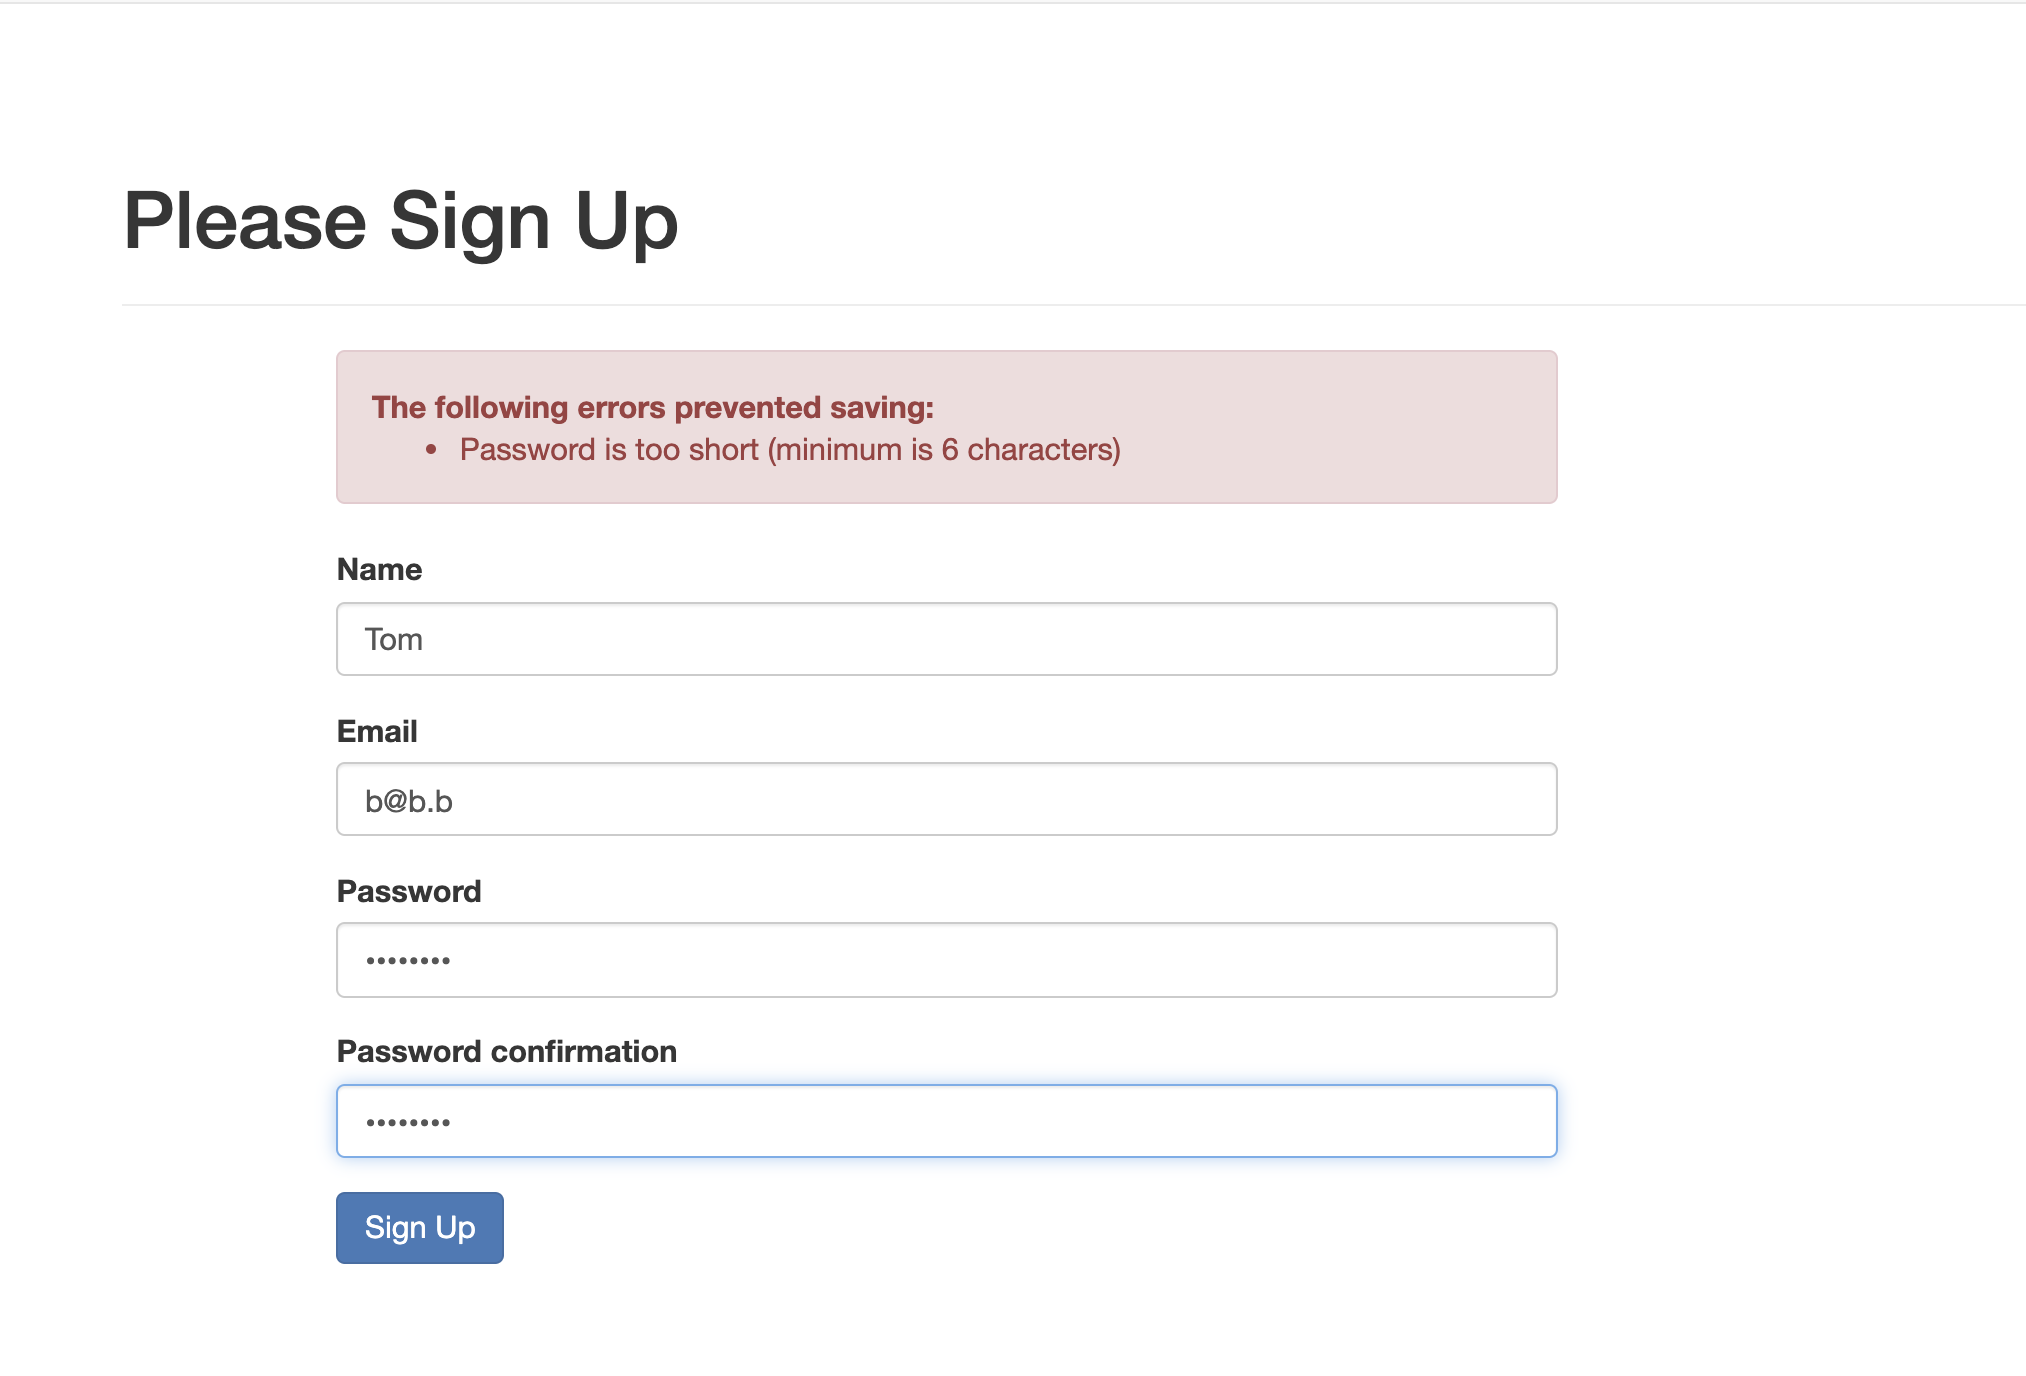 Please Sign Up
The following errors prevented saving:
• Password is too short (minimum is 6 characters)
Name
Tom
Email
b@b.b
Password
••••••••
Password confirmation
••••••••
Sign Up